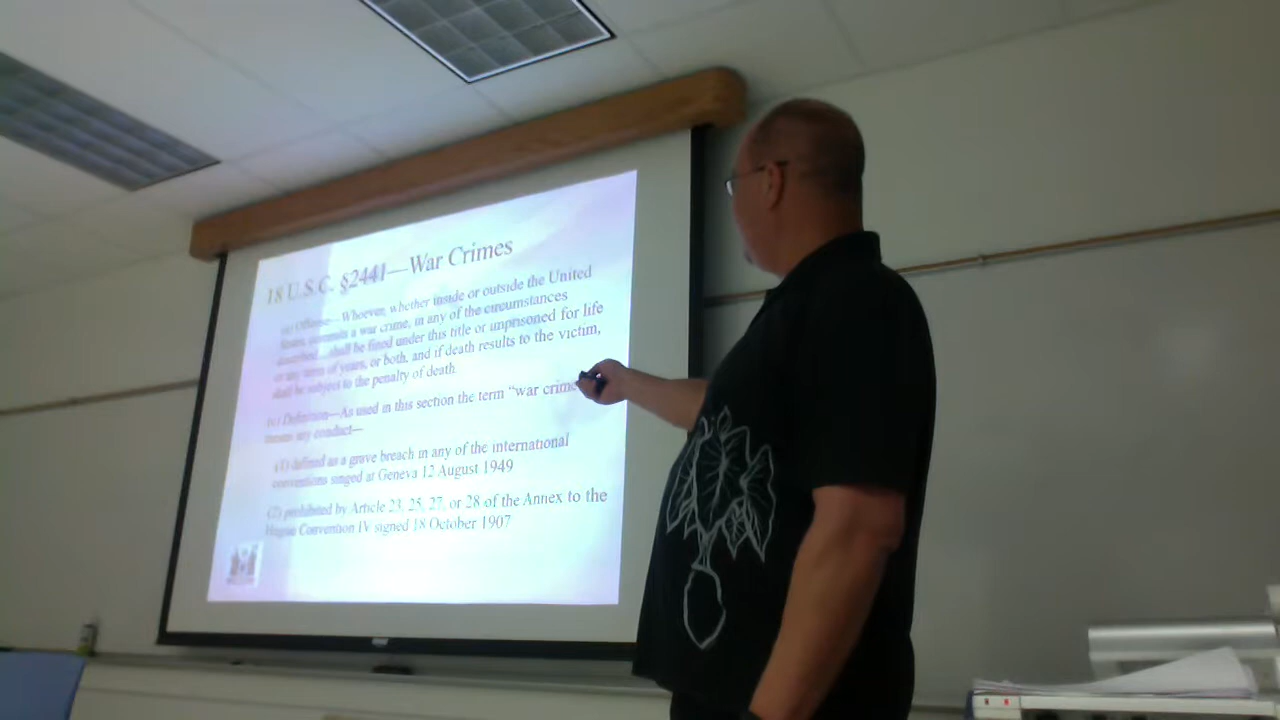 18 U.S.C. §2441—War Crimes
(a) Offense—Whoever, whether inside or outside the United
States, commits a war crime, in any of the circumstances
described...shall be fined under this title or imprisoned for life
or any term of years, or both, and if death results to the victim,
shall be subject to the penalty of death.
(c) Definition—As used in this section the term “war crime
means any conduct—
(1) defined as a grave breach in any of the international
conventions singed at Geneva 12 August 1949
(2) prohibited by Article 23, 25, 27, or 28 of the Annex to the
Hague Convention IV signed 18 October 1907